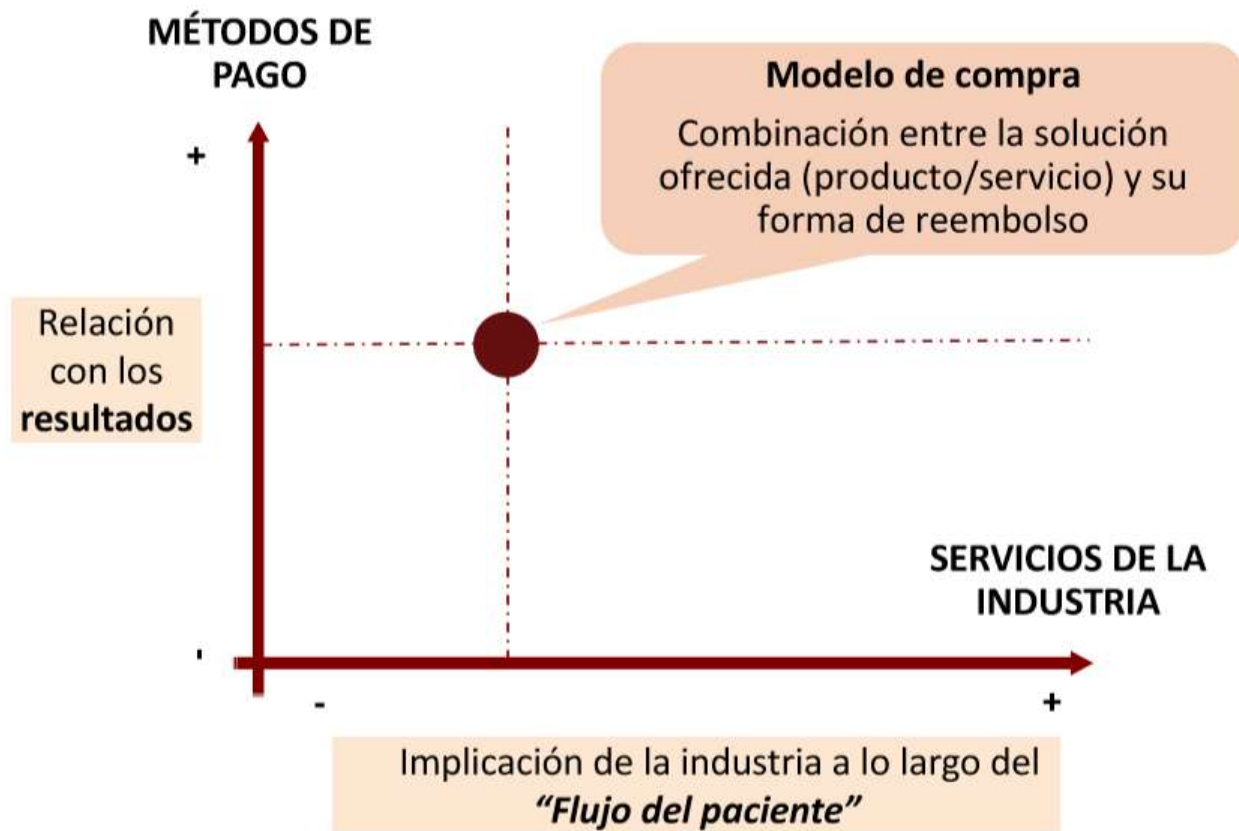 MÉTODOS DE
PAGO
Modelo de compra
Combinación entre la solución
ofrecida (producto/servicio) y su
forma de reembolso
+
Relación
con los
resultados
SERVICIOS DE LA
INDUSTRIA
-
-
+
Implicación de la industria a lo largo del
“Flujo del paciente”